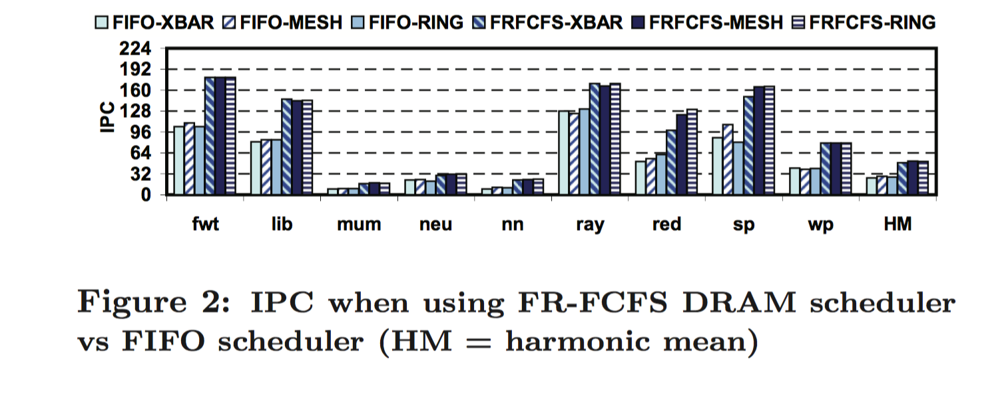 FIFO-XBAR FIFO-MESH FIFO-RING FRFCFS-XBAR FRFCFS-MESH FRFCFS-RING
224
192
160
128
96
64
32
0
IPC
fwt lib mum neu nn ray red sp wp HM
Figure 2: IPC when using FR-FCFS DRAM scheduler
vs FIFO scheduler (HM = harmonic mean)